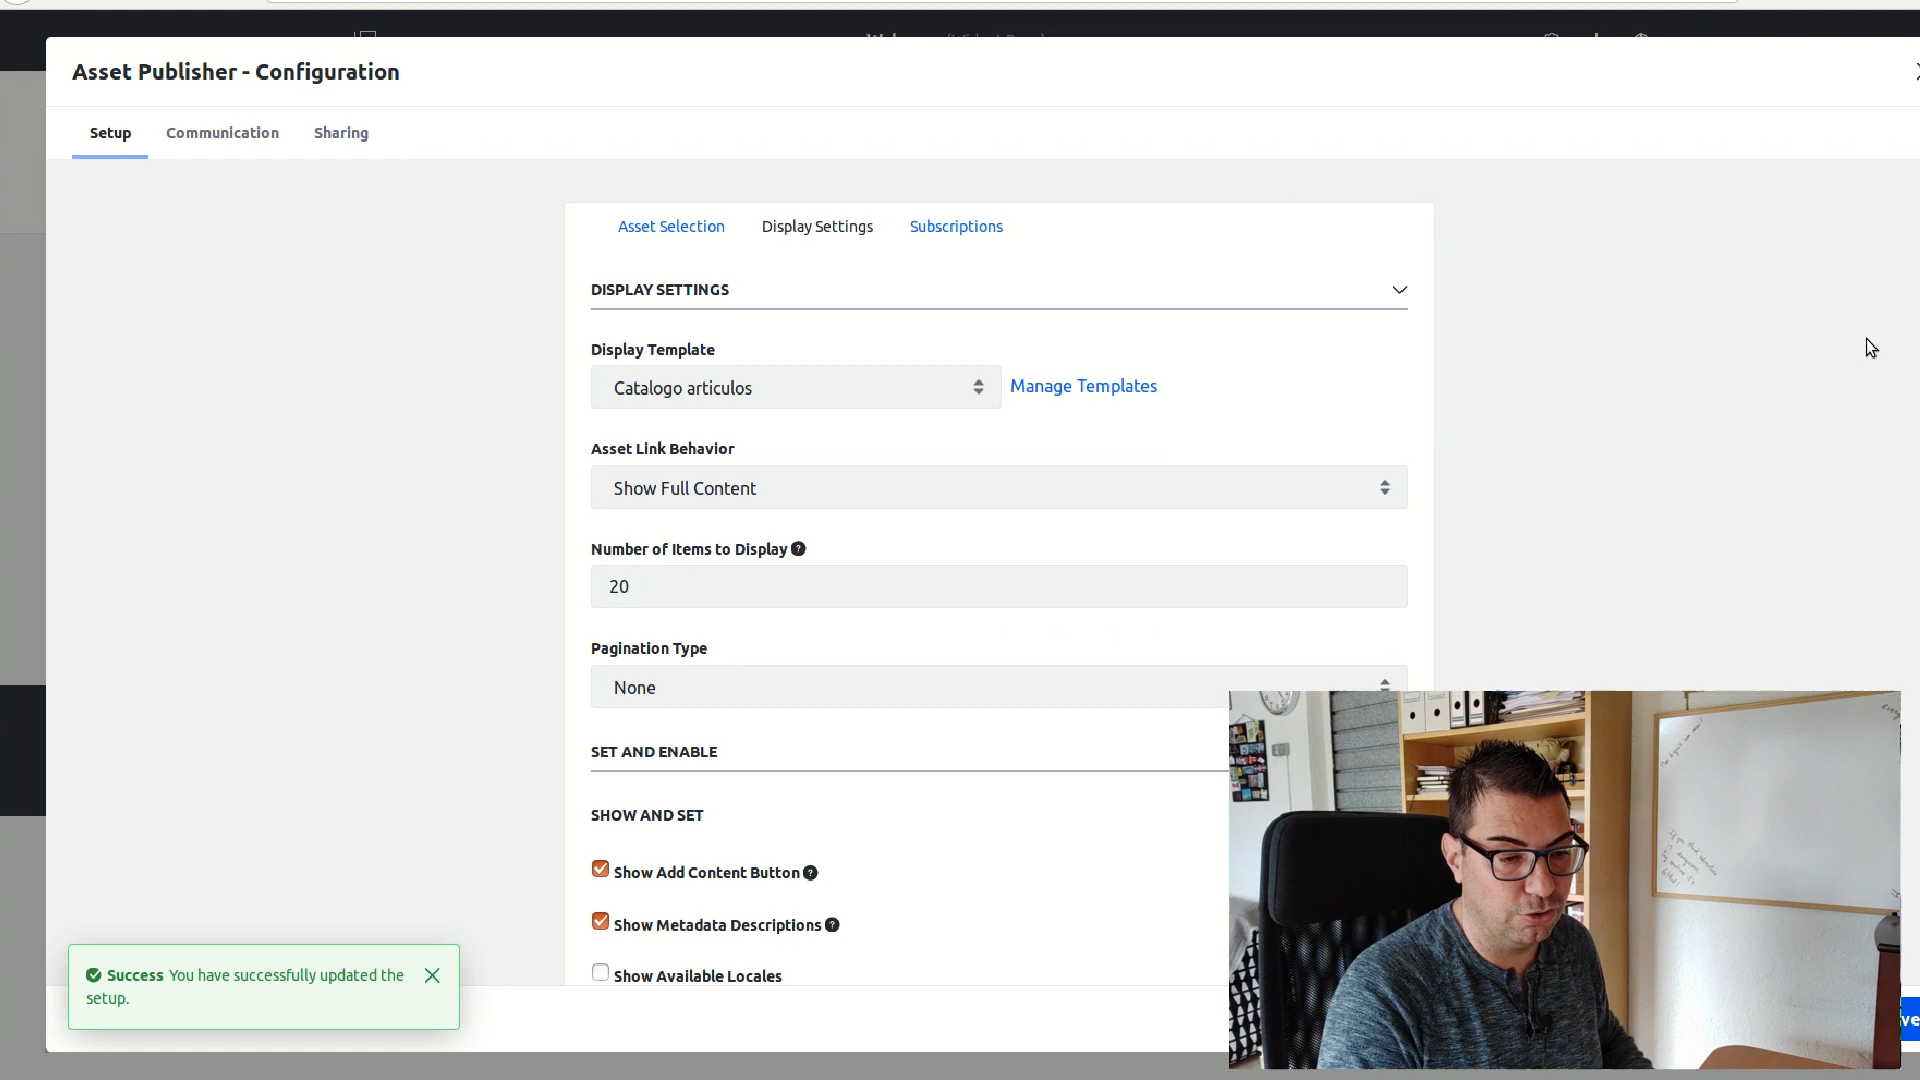 Asset Publisher - Configuration
Setup Communication Sharing
Asset Selection Display Settings Subscriptions
DISPLAY SETTINGS
Display Template
Catalogo articulos Manage Templates
Asset Link Behavior
Show Full Content
Number of Items to Display
20
Pagination Type
None
SET AND ENABLE
SHOW AND SET
Show Add Content Button
Show Metadata Descriptions
Show Available Locales
Success You have successfully updated the
setup.